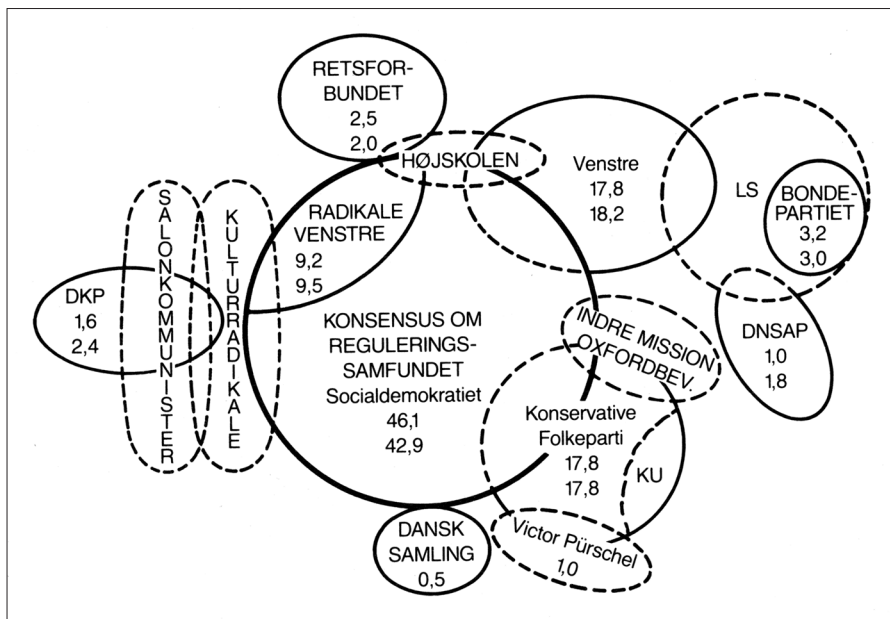 RETSFOR-
BUNDET
2,5
2,0
HØJSKOLEN
Venstre
17,8
18,2
LS
BONDE-
PARTIET
3,2
3,0
SALONKOMMUNISTER
KULTURRADIKALE
RADIKALE
VENSTRE
9,2
9,5
DKP
1,6
2,4
KONSENSUS OM
REGULERINGS-
SAMFUNDET
Socialdemokratiet
46,1
42,9
INDRE MISSION
OXFORDBEV.
DNSAP
1,0
1,8
Konservative
Folkeparti
17,8
17,8
KU
DANSK
SAMLING
0,5
Victor Pürschel
1,0